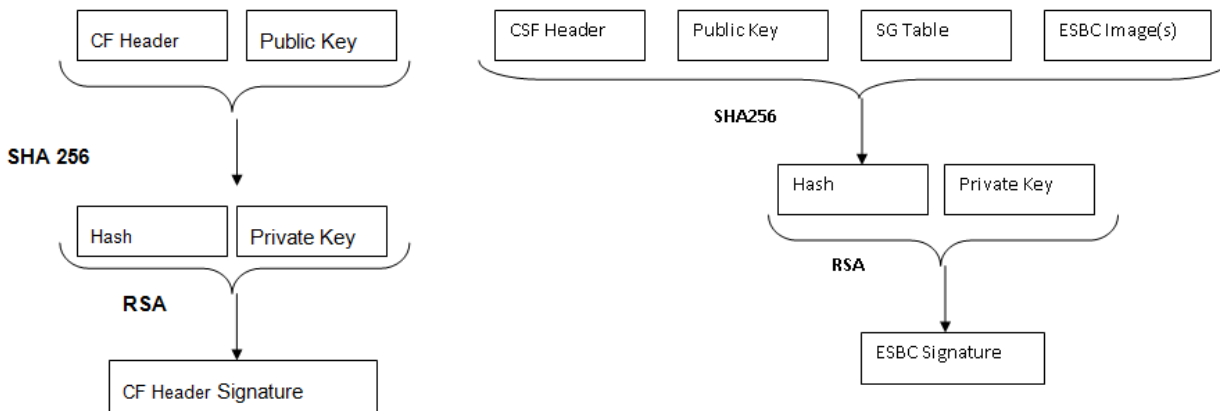 CF Header
Public Key
SHA 256
Hash
Private Key
RSA
CF Header Signature
CSF Header
Public Key
SG Table
ESBC Image(s)
SHA256
Hash
Private Key
RSA
ESBC Signature